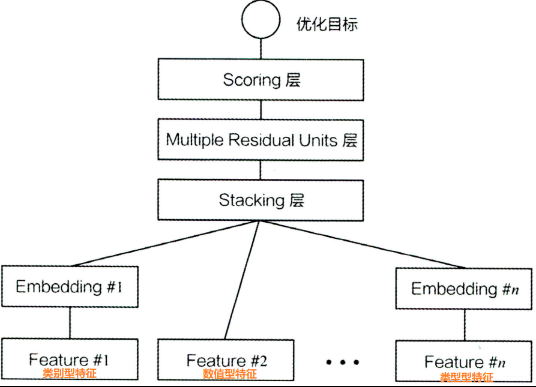 优化目标
Scoring 层
Multiple Residual Units 层
Stacking 层
Embedding #1
Embedding #n
Feature #1
类别型特征
Feature #2
数值型特征
•••
Feature #n
类型型特征